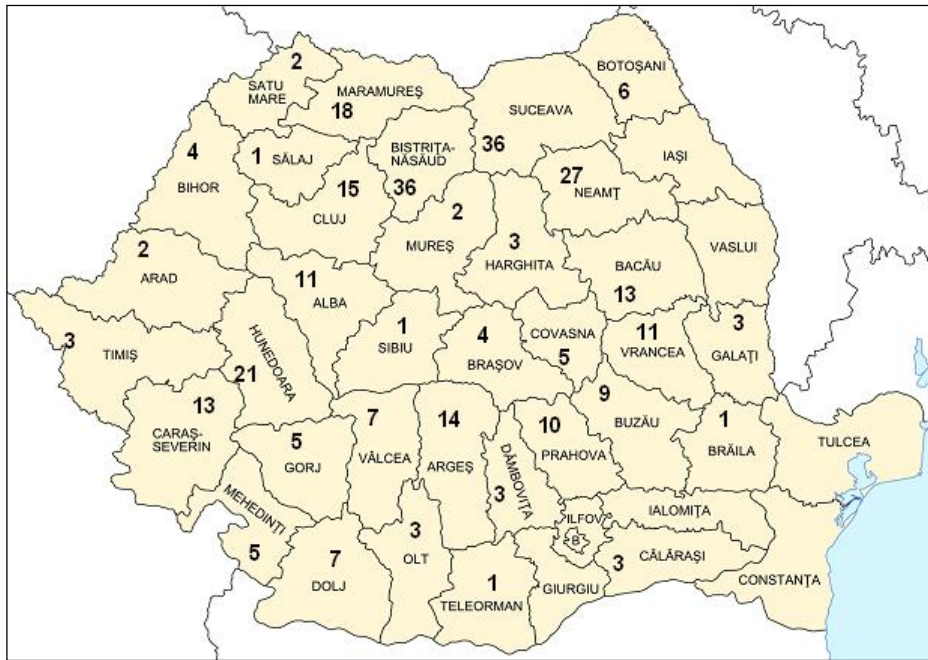 2
SATU
MARE
MARAMUREŞ
18
BOTOŞANI
6
SUCEAVA
36
4
BIHOR
1 SĂLAJ
BISTRIŢA-
NĂSĂUD
36
IAŞI
27
NEAMŢ
15
CLUJ
2
MUREŞ
3
HARGHITA
BACĂU
13
VASLUI
2
ARAD
11
ALBA
3
TIMIŞ
HUNEDOARA
21
1
SIBIU
4
BRAŞOV
COVASNA
5
11
VRANCEA
3
GALAŢI
13
CARAŞ-
SEVERIN
5
GORJ
7
VÂLCEA
14
ARGEŞ
DÂMBOVIŢA
3
10
PRAHOVA
9
BUZĂU
1
BRĂILA
TULCEA
MEHEDINŢI
5
7
DOLJ
3
OLT
1
TELEORMAN
ILFOV
B
GIURGIU
IALOMIŢA
3
CĂLĂRAŞI
CONSTANŢA